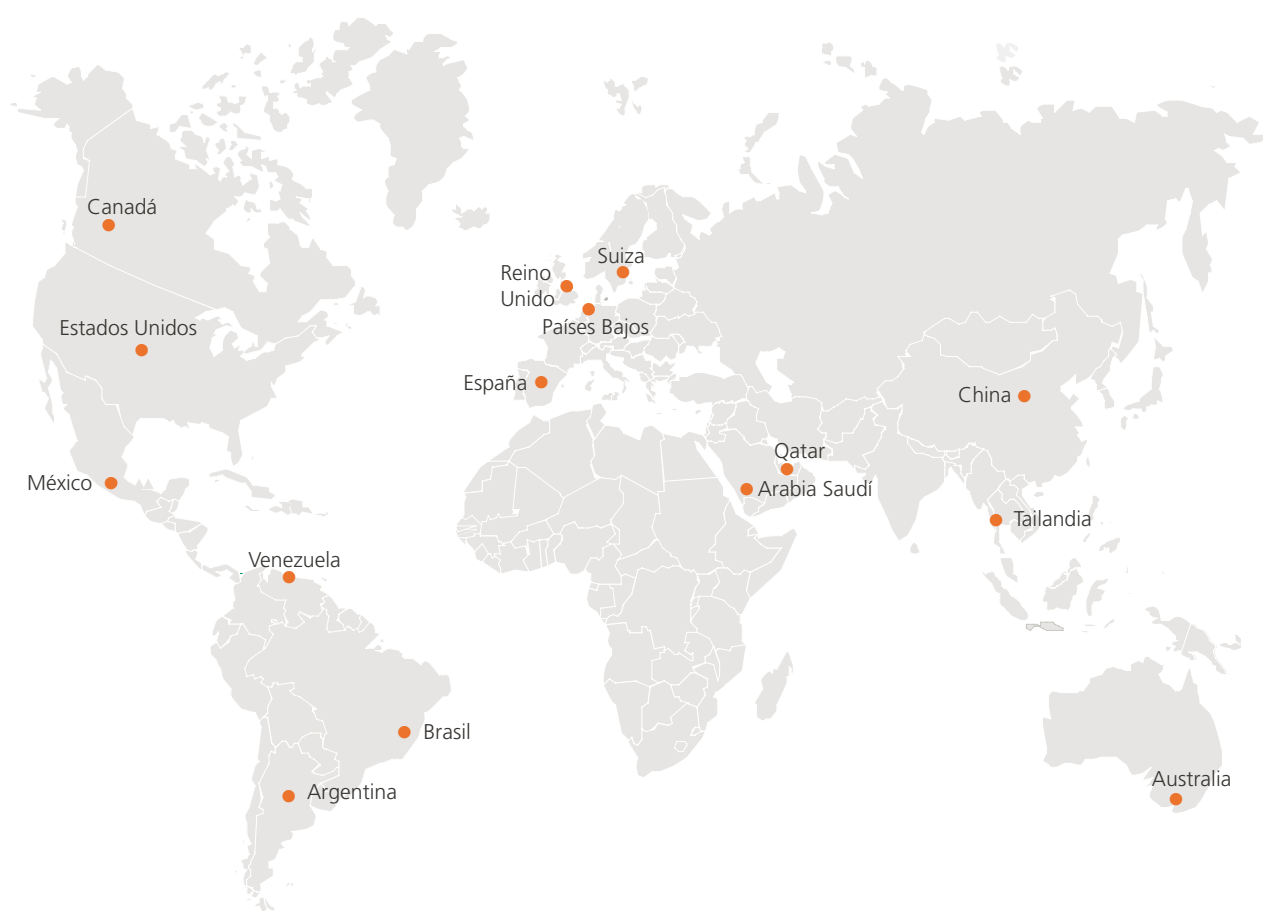 Canadá
Suiza
Reino
Unido
Países Bajos
Estados Unidos
España
China
Qatar
México
Arabia Saudí
Tailandia
Venezuela
Brasil
Australia
Argentina